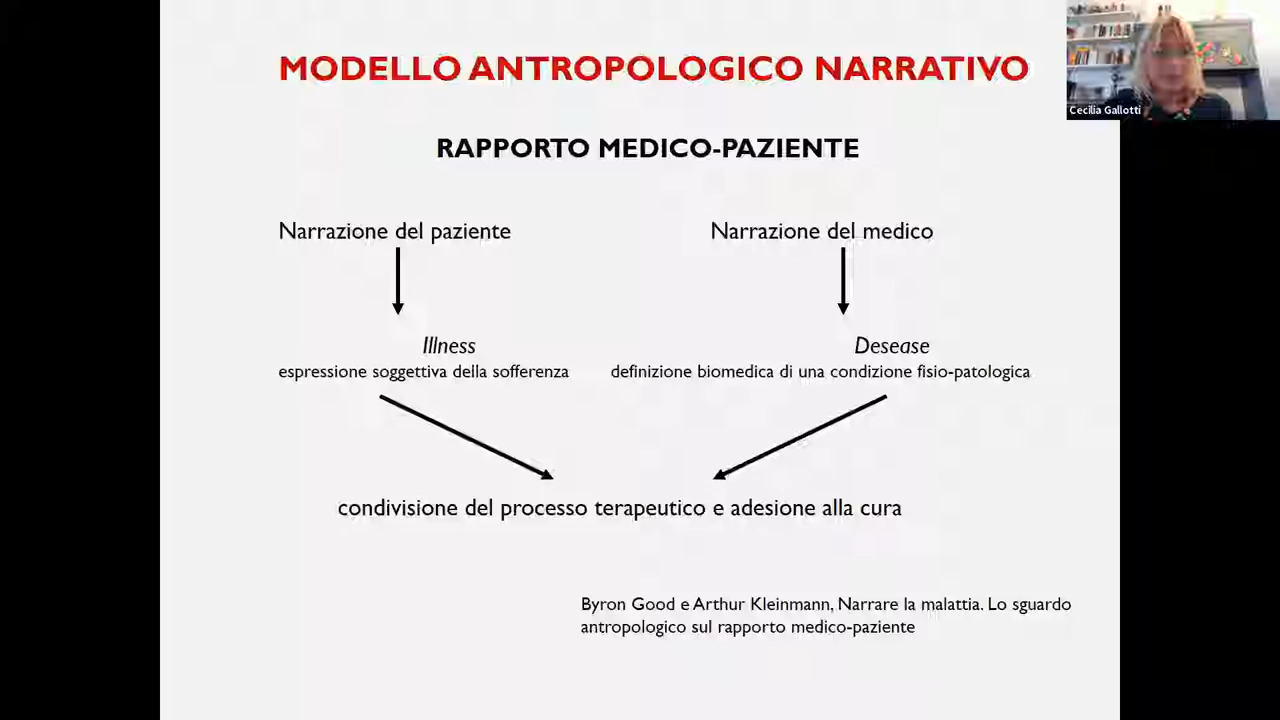 MODELLO ANTROPOLOGICO NARRATIVO
Cecilia Gallotti
RAPPORTO MEDICO-PAZIENTE
Narrazione del paziente
Narrazione del medico
Illness
Desease
espressione soggettiva della sofferenza
definizione biomedica di una condizione fisio-patologica
condivisione del processo terapeutico e adesione alla cura
Byron Good e Arthur Kleinmann, Narrare la malattia. Lo sguardo
antropologico sul rapporto medico-paziente